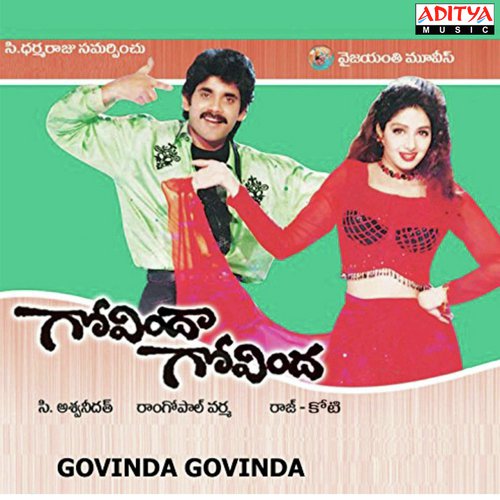 ADITYA
MUSIC
సి.ధర్మరాజు సమర్పించు
వైజయంతి మూవీస్
గోవిందా
గోవింద
సి. అశ్వనీదత్ రాంగోపాల్ వర్మ రాజ్ - కోటి
GOVINDA GOVINDA